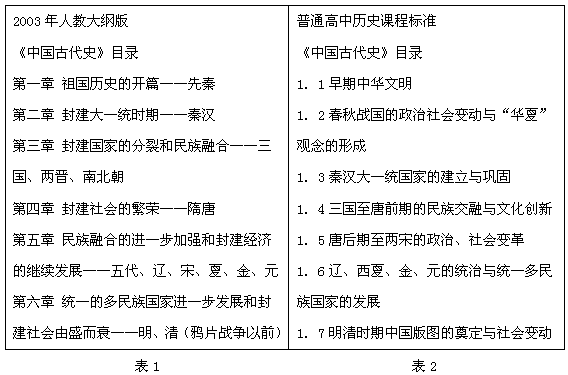 2003 年人教大纲版
《中国古代史》目录
第一章 祖国历史的开篇——先秦
第二章 封建大一统时期——秦汉
第三章 封建国家的分裂和民族融合——三
国、两晋、南北朝
第四章 封建社会的繁荣——隋唐
第五章 民族融合的进一步加强和封建经济
的继续发展——五代、辽、宋、夏、金、元
第六章 统一的多民族国家进一步发展和封
建社会由盛而衰——明、清（鸦片战争以前）
表1
普通高中历史课程标准
《中国古代史》目录
1. 1早期中华文明
1. 2春秋战国的政治社会变动与“华夏”
观念的形成
1. 3秦汉大一统国家的建立与巩固
1. 4三国至唐前期的民族交融与文化创新
1. 5唐后期至两宋的政治、社会变革
1. 6辽、西夏、金、元的统治与统一多民
族国家的发展
1. 7明清时期中国版图的奠定与社会变动
表2